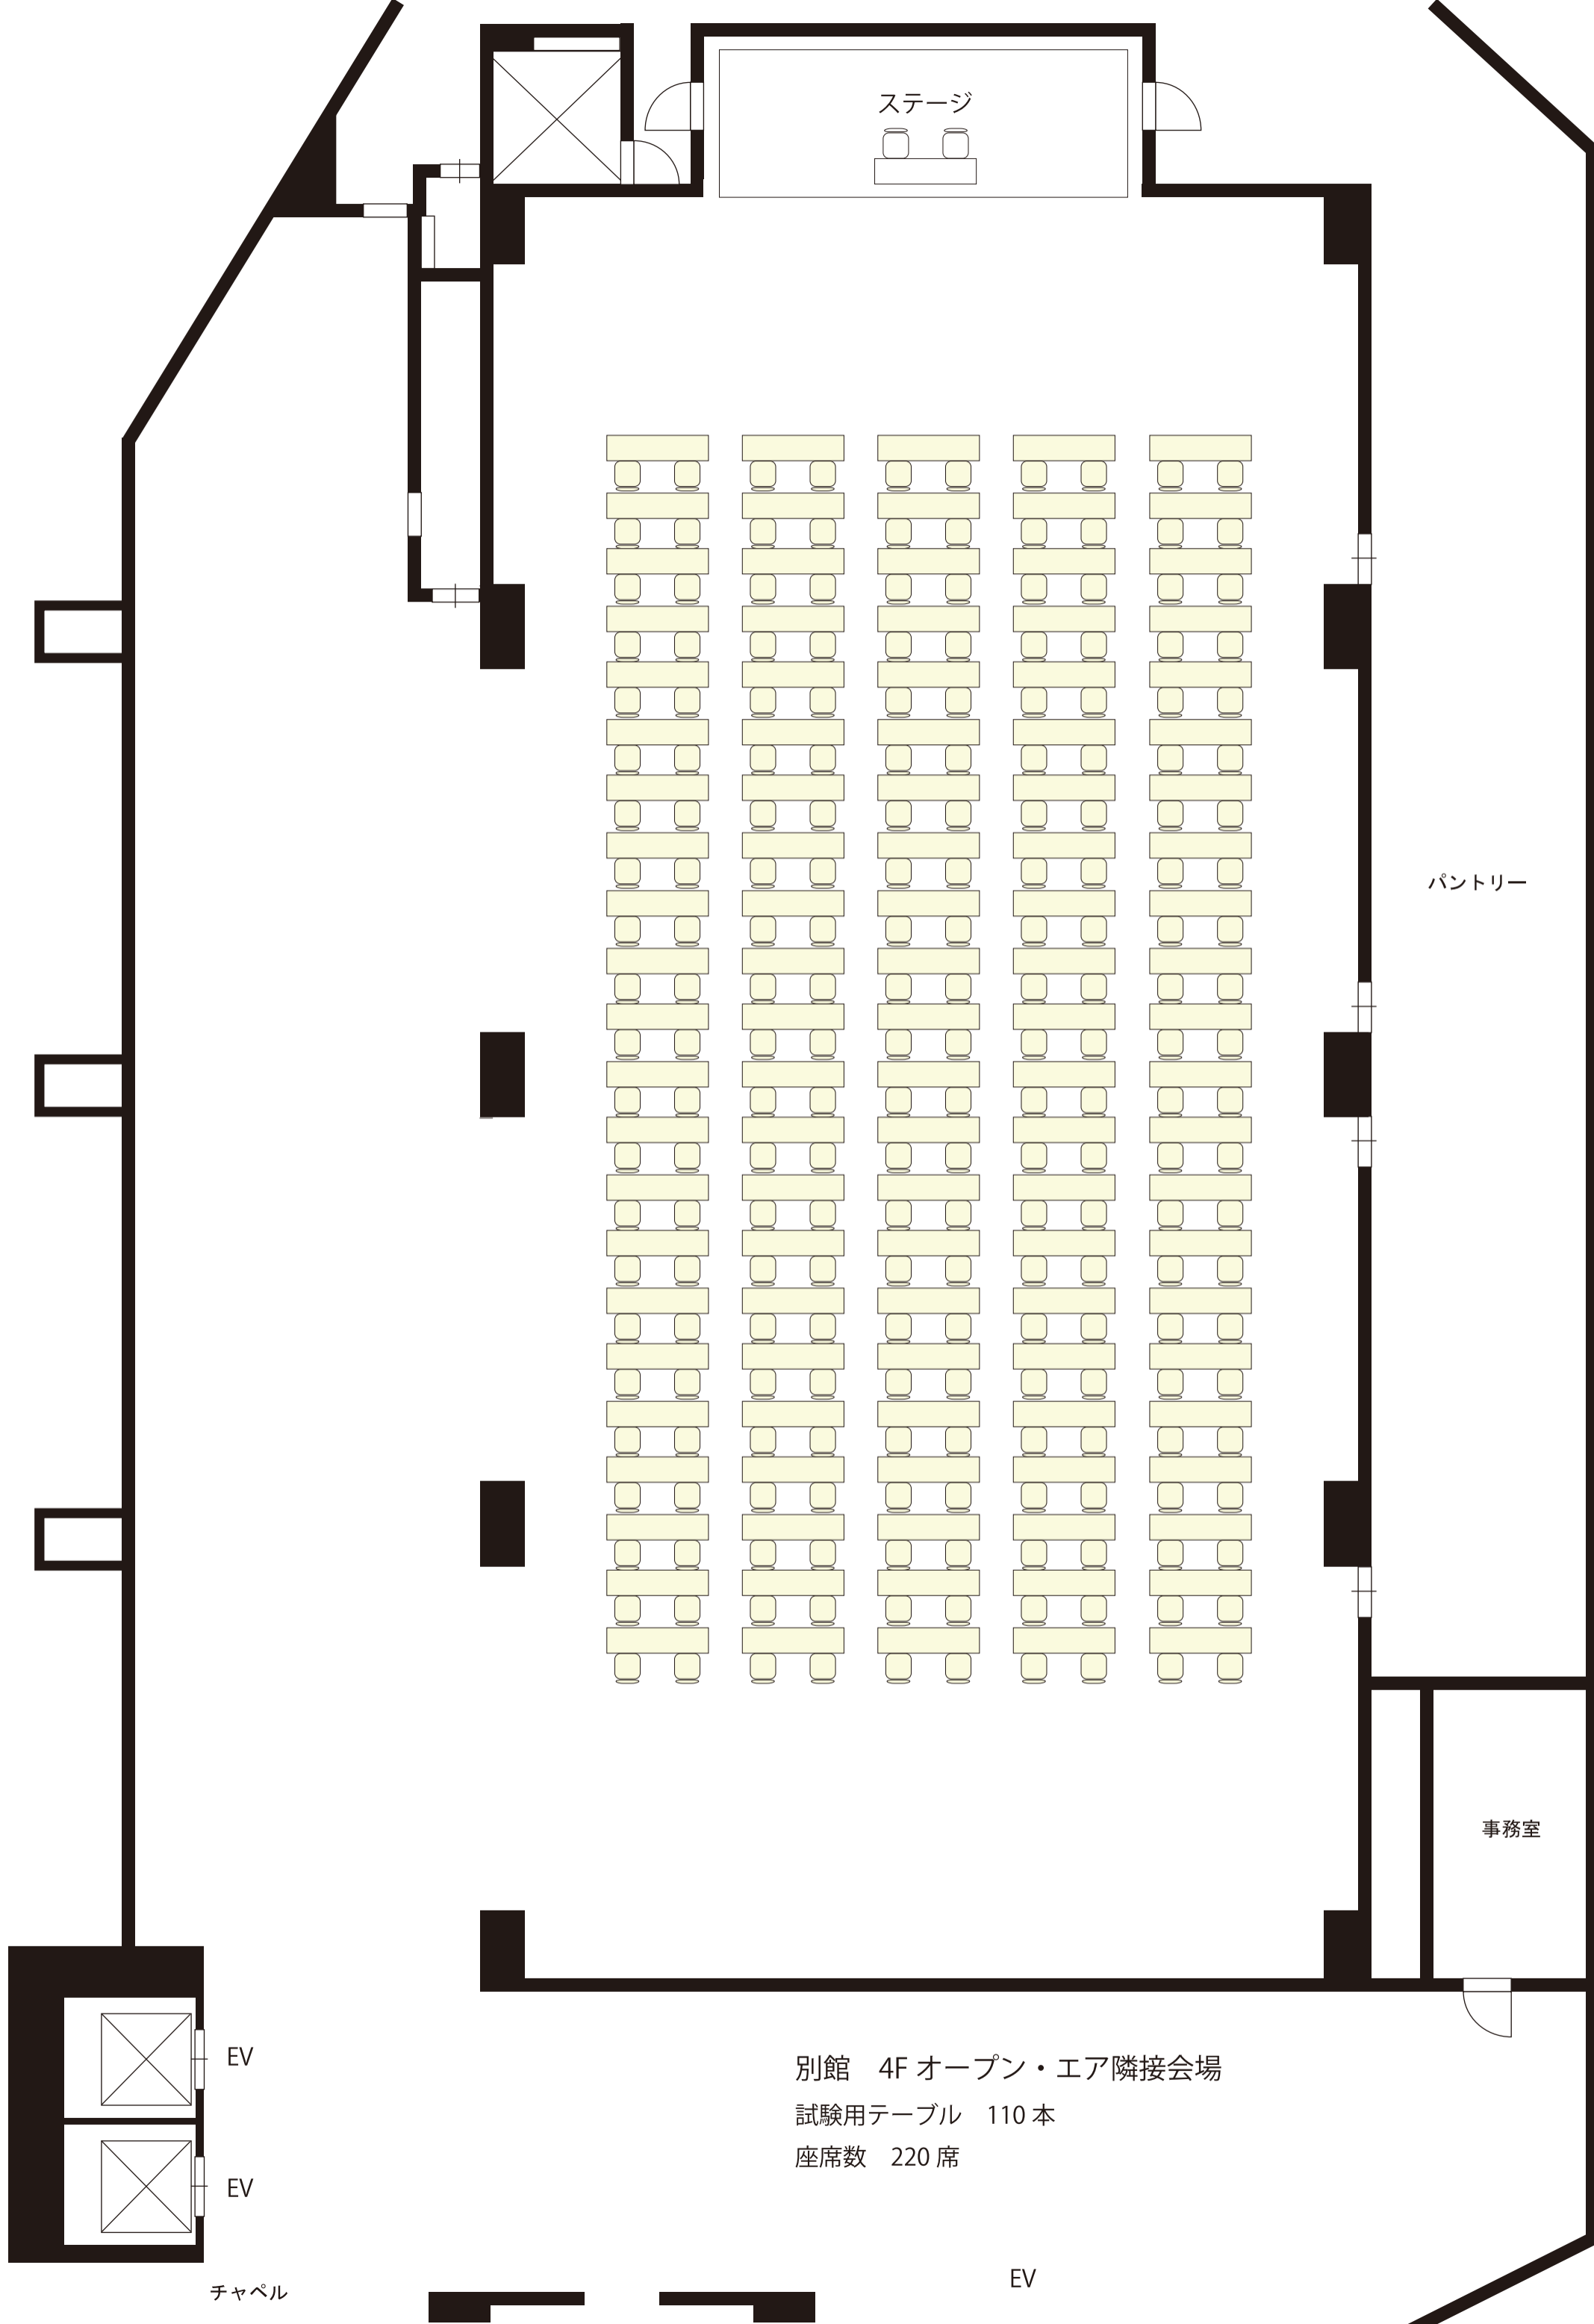 ステージ
パントリー
事務室
EV
別館　4F オープン・エア隣接会場
試験用テーブル　110 本
座席数　220 席
EV
EV
チャペル